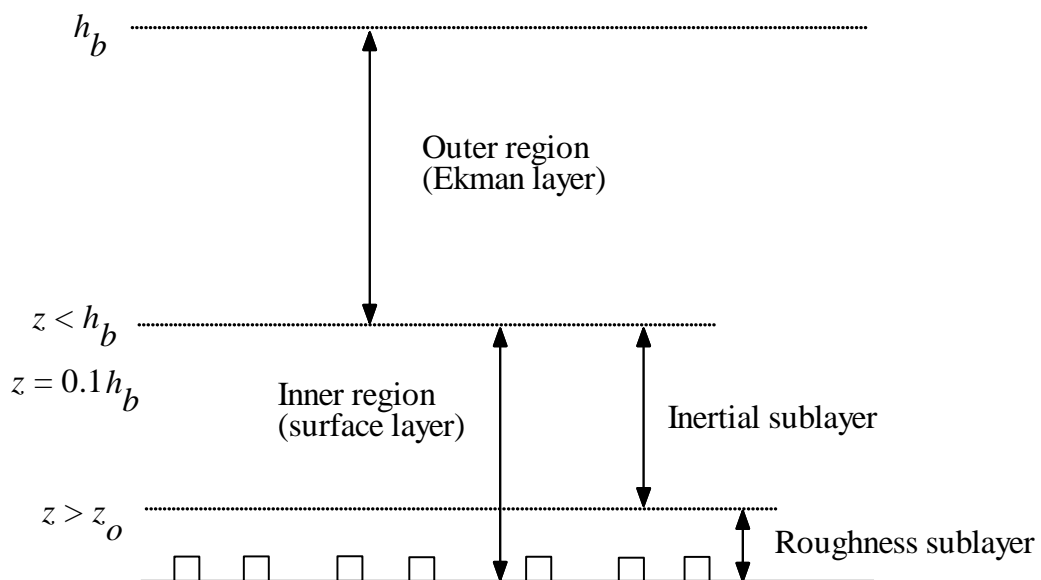 h_b
Outer region
(Ekman layer)
z < h_b
z = 0.1h_b
Inner region
(surface layer)
Inertial sublayer
z > z_o
Roughness sublayer